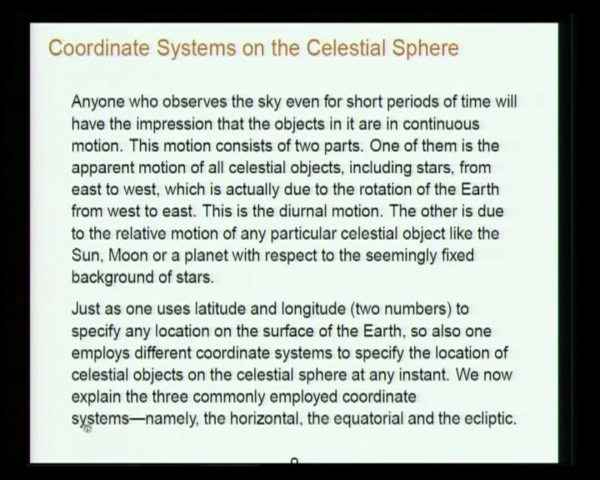 Coordinate Systems on the Celestial Sphere
Anyone who observes the sky even for short periods of time will
have the impression that the objects in it are in continuous
motion. This motion consists of two parts. One of them is the
apparent motion of all celestial objects, including stars, from
east to west, which is actually due to the rotation of the Earth
from west to east. This is the diurnal motion. The other is due
to the relative motion of any particular celestial object like the
Sun, Moon or a planet with respect to the seemingly fixed
background of stars.
Just as one uses latitude and longitude (two numbers) to
specify any location on the surface of the Earth, so also one
employs different coordinate systems to specify the location of
celestial objects on the celestial sphere at any instant. We now
explain the three commonly employed coordinate
systems—namely, the horizontal, the equatorial and the ecliptic.